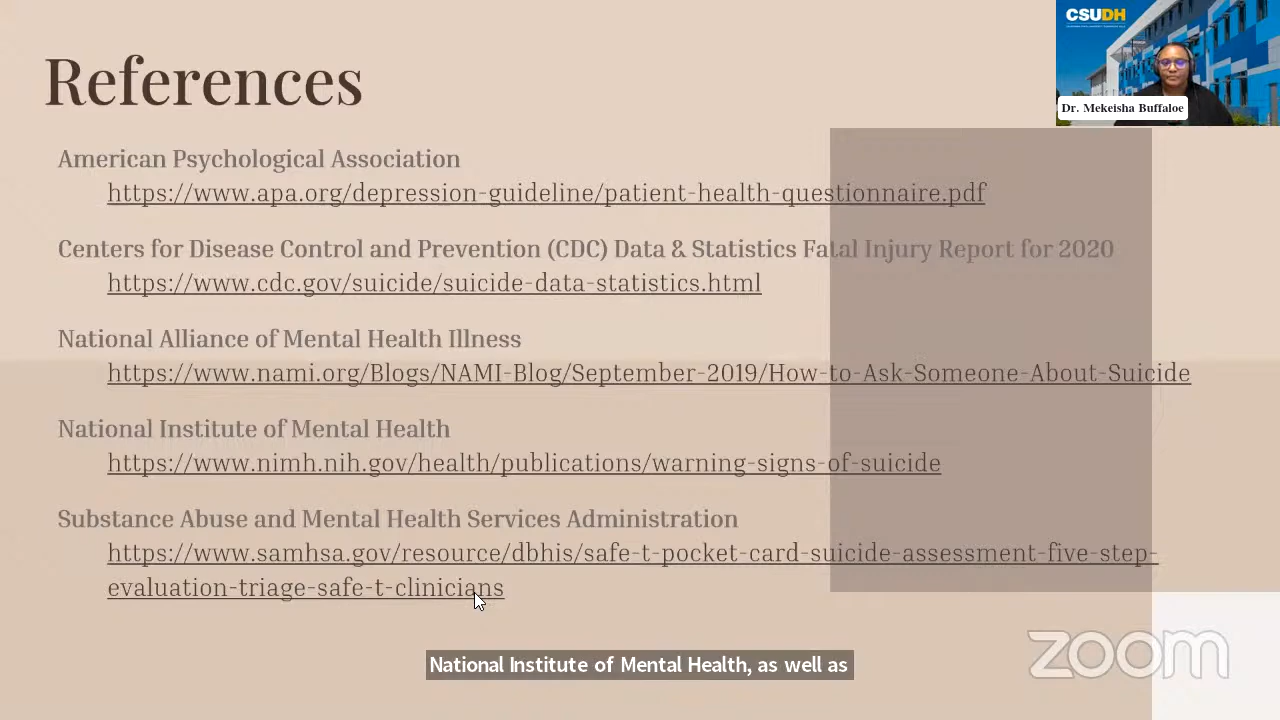 CSUDH
Dr. Mekeisha Buffaloe
References
American Psychological Association
https://www.apa.org/depression-guideline/patient-health-questionnaire.pdf
Centers for Disease Control and Prevention (CDC) Data & Statistics Fatal Injury Report for 2020
https://www.cdc.gov/suicide/suicide-data-statistics.html
National Alliance of Mental Health Illness
https://www.nami.org/Blogs/NAMI-Blog/September-2019/How-to-Ask-Someone-About-Suicide
National Institute of Mental Health
https://www.nimh.nih.gov/health/publications/warning-signs-of-suicide
Substance Abuse and Mental Health Services Administration
https://www.samhsa.gov/resource/dbhis/safe-t-pocket-card-suicide-assessment-five-step-
evaluation-triage-safe-t-clinicians
National Institute of Mental Health, as well as
zoom